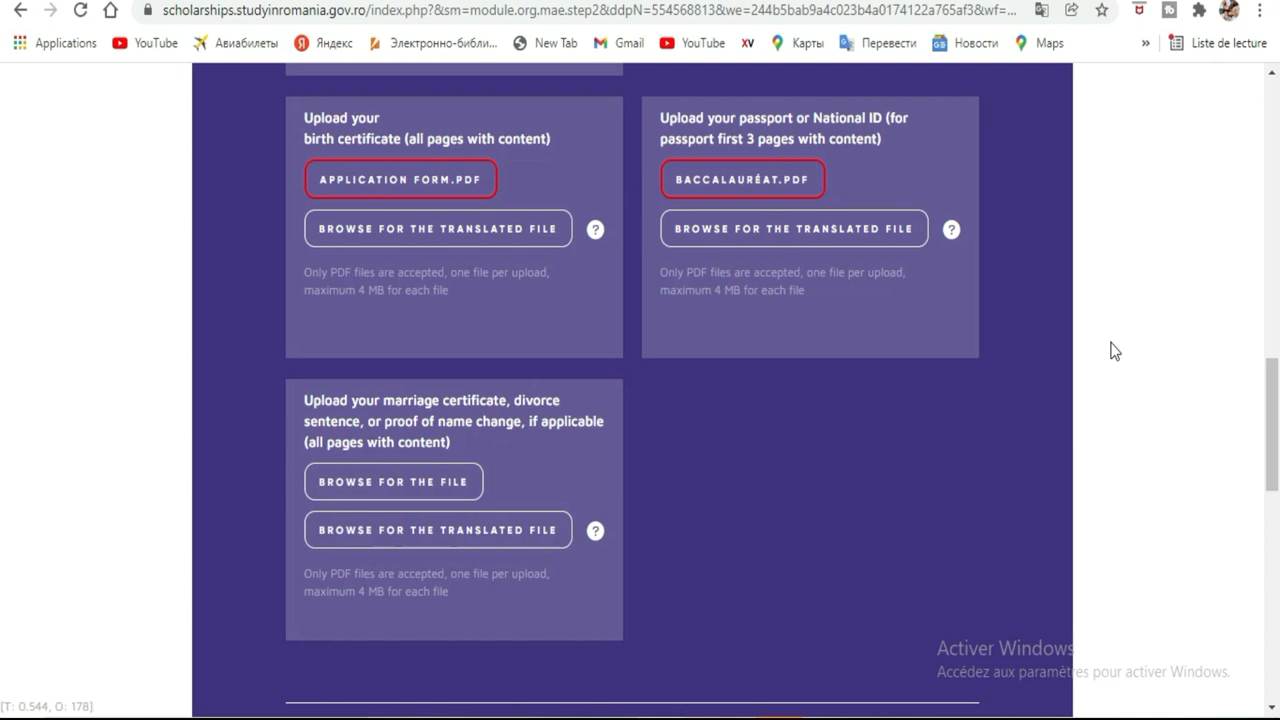 scholarships.studyinromania.gov.ro/index.php?&sm=module.org.mae.step2&ddpN=554568813&we=244b5bab9a4c023b4a0174122a765af3&wf=...
Applications YouTube Авиабилеты Яндекс Электронно-библи... New Tab Gmail YouTube XV Карты Перевести Новости Maps » Liste de lecture
Upload your
birth certificate (all pages with content)
APPLICATION FORM.PDF
BROWSE FOR THE TRANSLATED FILE ?
Only PDF files are accepted, one file per upload,
maximum 4 MB for each file
Upload your passport or National ID (for
passport first 3 pages with content)
BACCALAURÉAT.PDF
BROWSE FOR THE TRANSLATED FILE ?
Only PDF files are accepted, one file per upload,
maximum 4 MB for each file
Upload your marriage certificate, divorce
sentence, or proof of name change, if applicable
(all pages with content)
BROWSE FOR THE FILE
BROWSE FOR THE TRANSLATED FILE ?
Only PDF files are accepted, one file per upload,
maximum 4 MB for each file
Activer Windows
Accédez aux paramètres pour activer Windows.
[T: 0.544, O: 178]